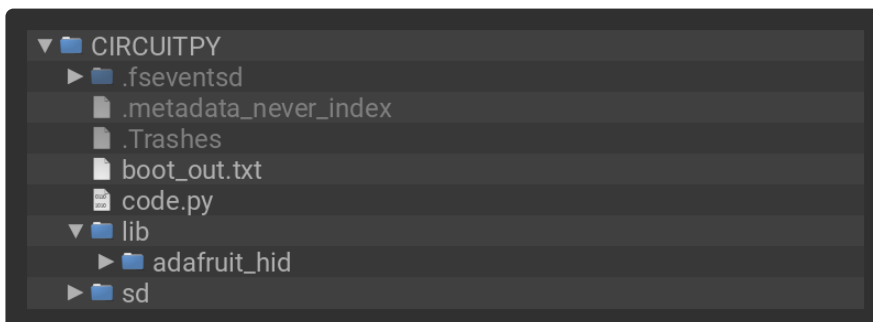 CIRCUITPY
.fseventsd
.metadata_never_index
.Trashes
boot_out.txt
code.py
lib
adafruit_hid
sd